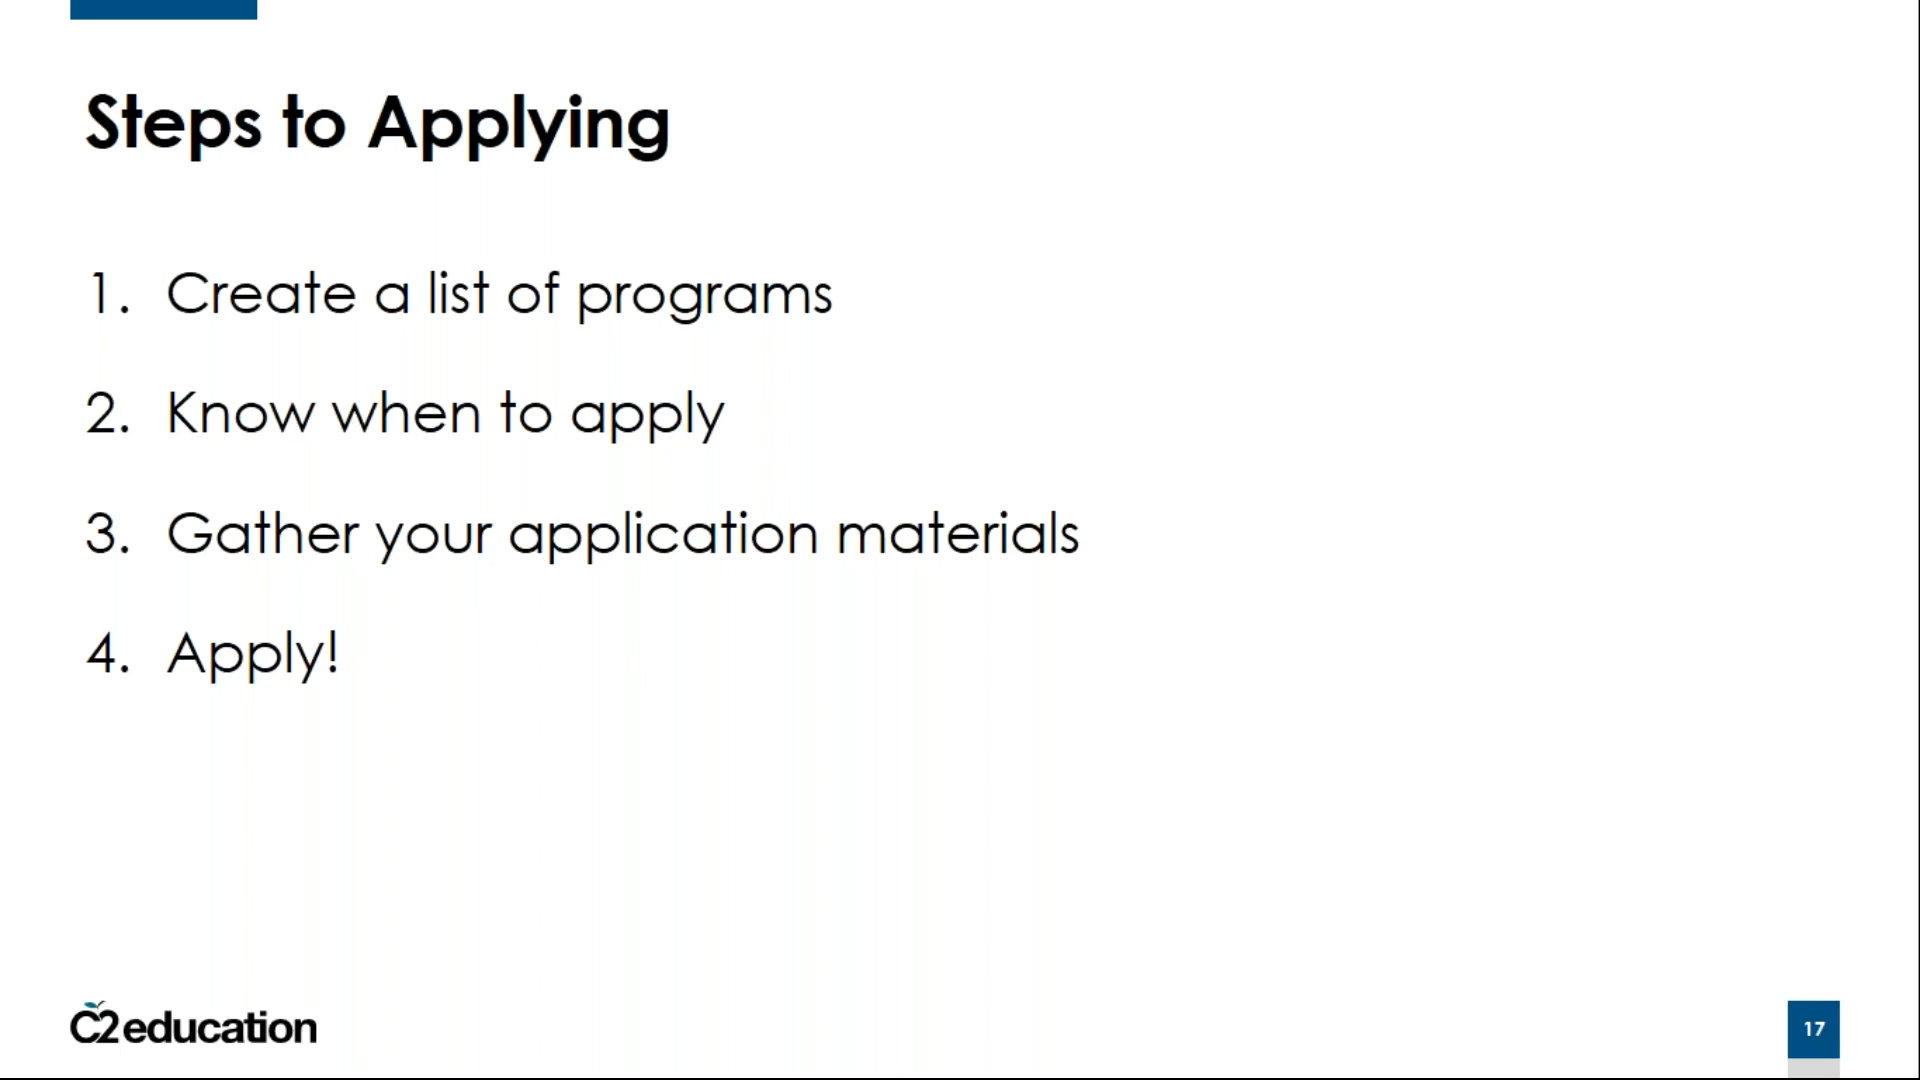 Steps to Applying
1. Create a list of programs
2. Know when to apply
3. Gather your application materials
4. Apply!
C2education
17